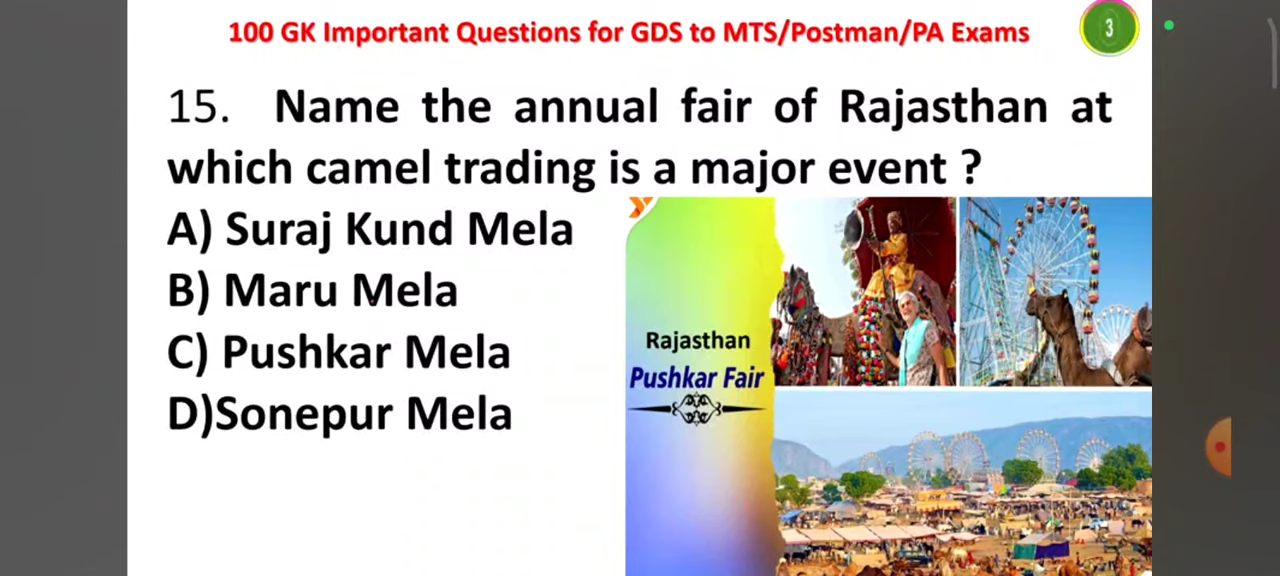 100 GK Important Questions for GDS to MTS/Postman/PA Exams
3
15. Name the annual fair of Rajasthan at
which camel trading is a major event ?
A) Suraj Kund Mela
B) Maru Mela
C) Pushkar Mela
D)Sonepur Mela
Rajasthan
Pushkar Fair